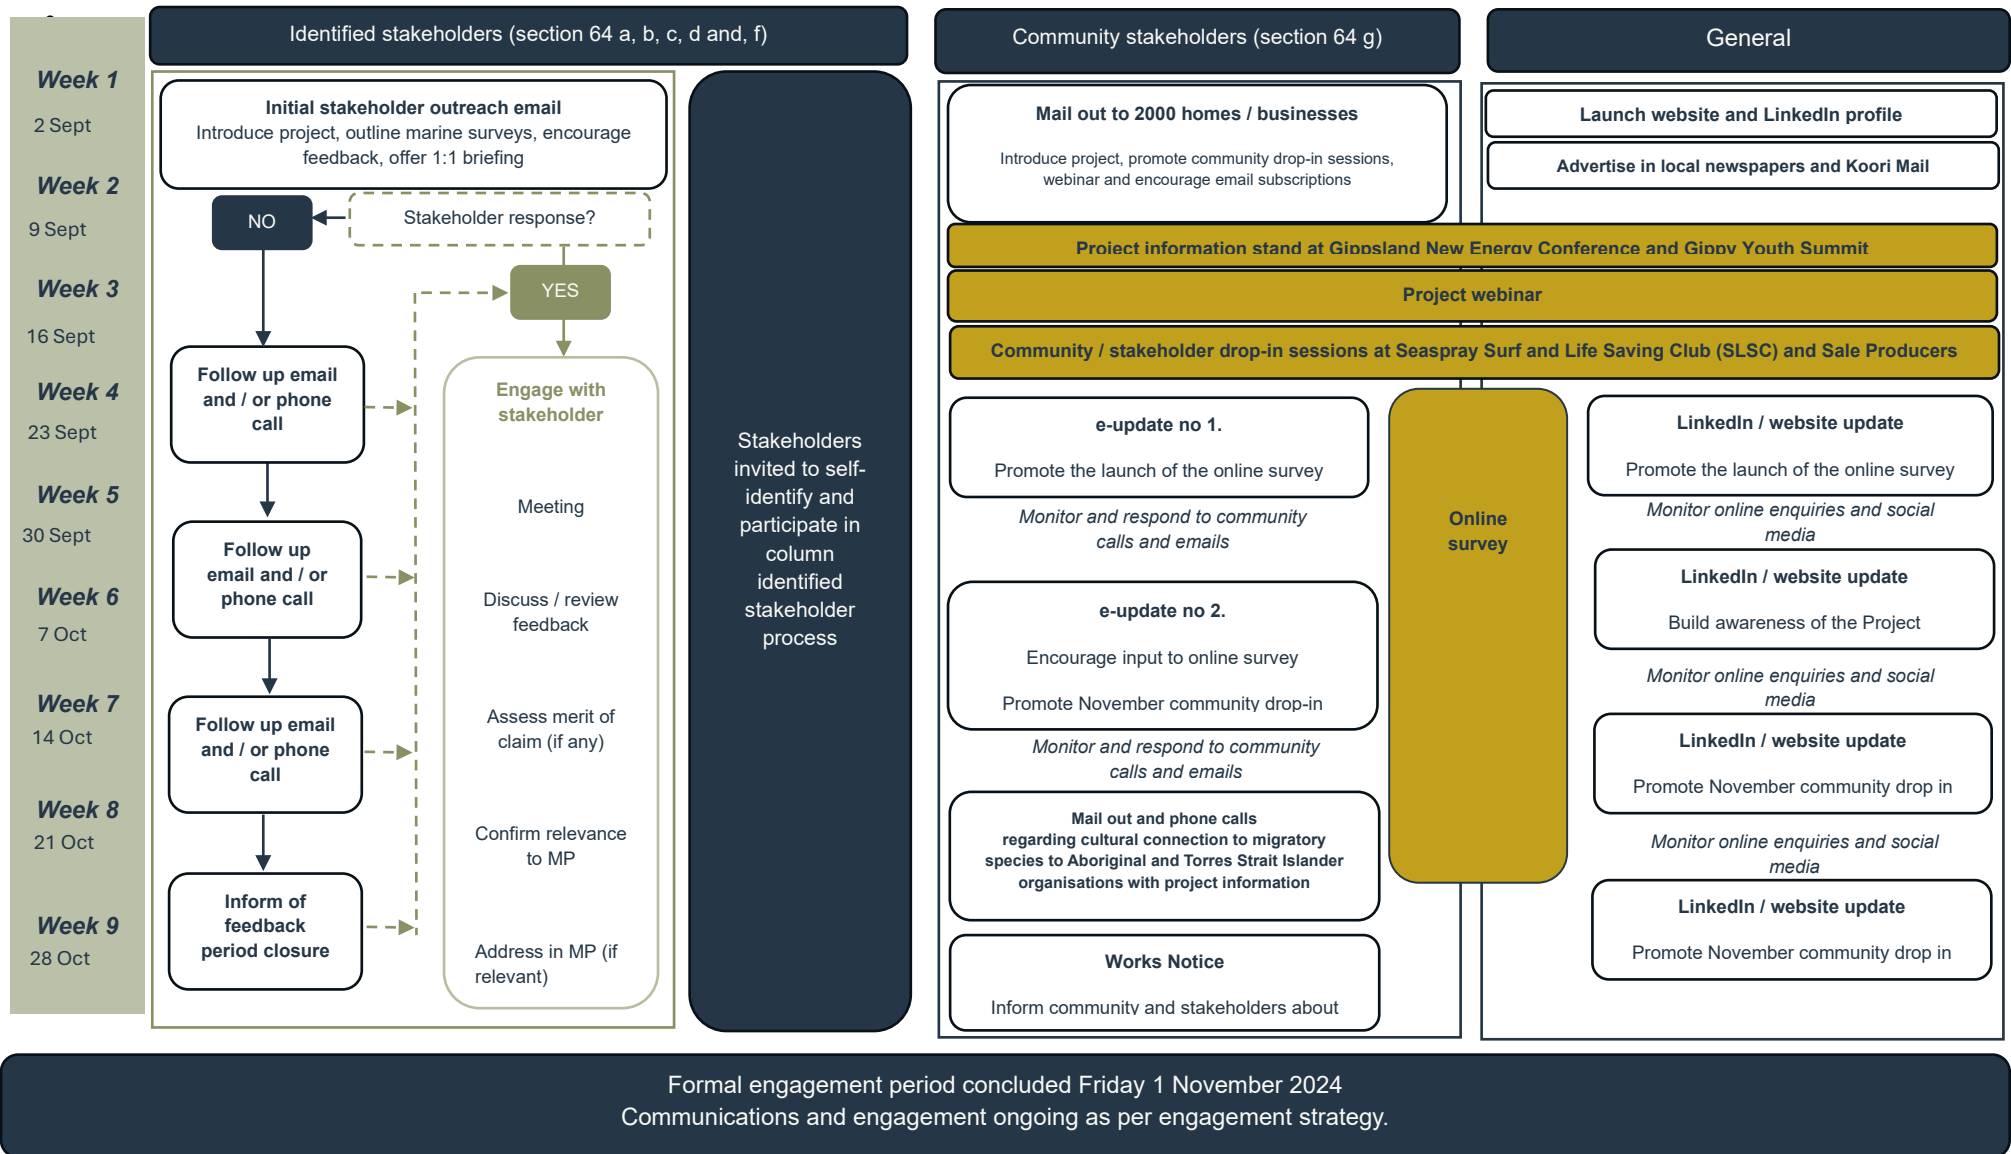 Identified stakeholders (section 64 a, b, c, d and, f)
Community stakeholders (section 64 g)
General
Week 1
2 Sept
Week 2
9 Sept
Week 3
16 Sept
Week 4
23 Sept
Week 5
30 Sept
Week 6
7 Oct
Week 7
14 Oct
Week 8
21 Oct
Week 9
28 Oct
Initial stakeholder outreach email
Introduce project, outline marine surveys, encourage
feedback, offer 1:1 briefing
Stakeholder response?
NO
YES
Follow up email
and / or phone
call
Follow up
email and / or
phone call
Follow up email
and / or phone
call
Inform of
feedback
period closure
Engage with
stakeholder
Meeting
Discuss / review
feedback
Assess merit of
claim (if any)
Confirm relevance
to MP
Address in MP (if
relevant)
Stakeholders
invited to self-
identify and
participate in
column
identified
stakeholder
process
Mail out to 2000 homes / businesses
Introduce project, promote community drop-in sessions,
webinar and encourage email subscriptions
Launch website and LinkedIn profile
Advertise in local newspapers and Koori Mail
Project information stand at Gippsland New Energy Conference and Gippy Youth Summit
Project webinar
Community / stakeholder drop-in sessions at Seaspray Surf and Life Saving Club (SLSC) and Sale Producers
e-update no 1.
Promote the launch of the online survey
Monitor and respond to community
calls and emails
e-update no 2.
Encourage input to online survey
Promote November community drop-in
Monitor and respond to community
calls and emails
Mail out and phone calls
regarding cultural connection to migratory
species to Aboriginal and Torres Strait Islander
organisations with project information
Works Notice
Inform community and stakeholders about
Online
survey
LinkedIn / website update
Promote the launch of the online survey
Monitor online enquiries and social
media
LinkedIn / website update
Build awareness of the Project
Monitor online enquiries and social
media
LinkedIn / website update
Promote November community drop in
Monitor online enquiries and social
media
LinkedIn / website update
Promote November community drop in
Formal engagement period concluded Friday 1 November 2024
Communications and engagement ongoing as per engagement strategy.